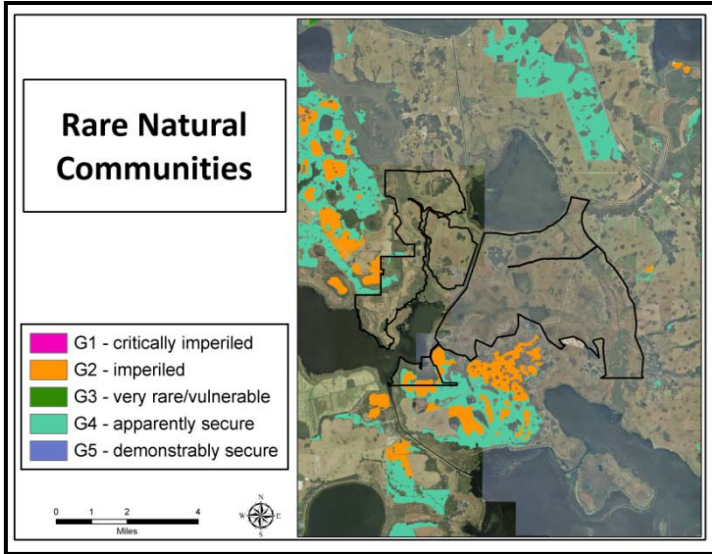 Rare Natural
Communities
G1 - critically imperiled
G2 - imperiled
G3 - very rare/vulnerable
G4 - apparently secure
G5 - demonstrably secure
0 1 2 4
Miles
N
W E
S